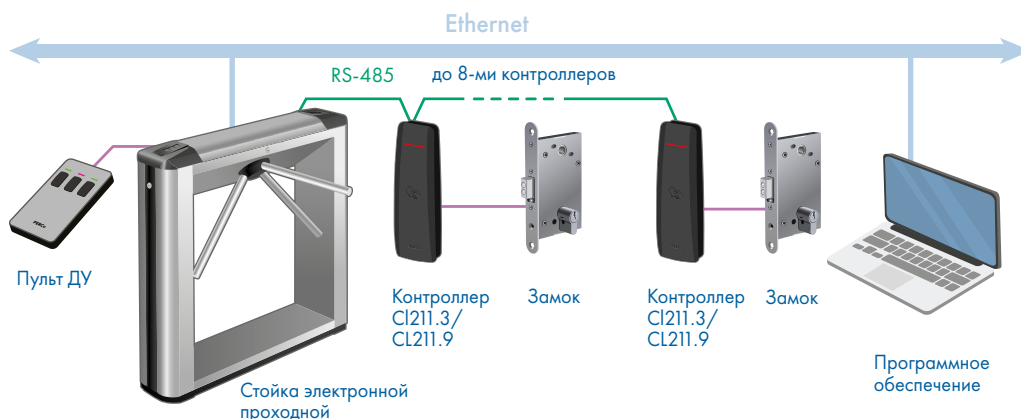 Ethernet
RS-485
до 8-ми контроллеров
PERCo
Пульт ДУ
Контроллер
Cl211.3/
CL211.9
Замок
Контроллер
Cl211.3/
CL211.9
Замок
Стойка электронной
проходной
Программное
обеспечение